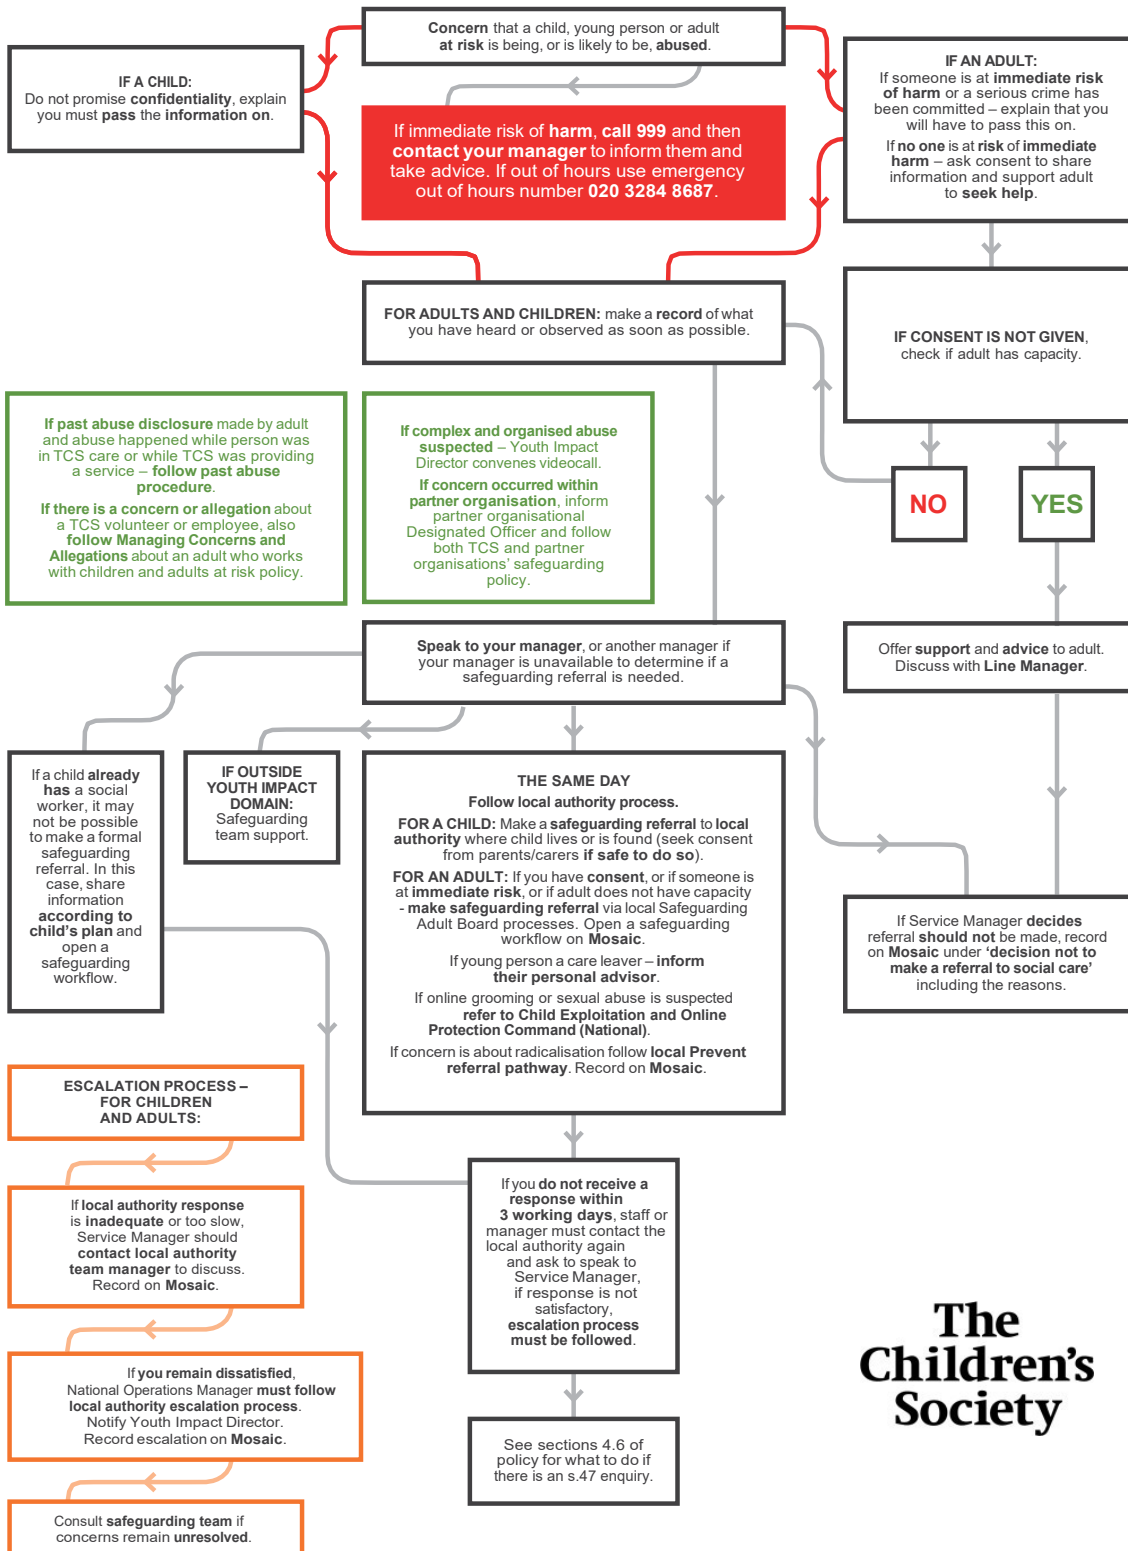 Concern that a child, young person or adult
at risk is being, or is likely to be, abused.
IF A CHILD:
Do not promise confidentiality, explain
you must pass the information on.
If immediate risk of harm, call 999 and then
contact your manager to inform them and
take advice. If out of hours use emergency
out of hours number 020 3284 8687.
IF AN ADULT:
If someone is at immediate risk
of harm or a serious crime has
been committed – explain that you
will have to pass this on.
If no one is at risk of immediate
harm – ask consent to share
information and support adult
to seek help.
FOR ADULTS AND CHILDREN: make a record of what
you have heard or observed as soon as possible.
IF CONSENT IS NOT GIVEN,
check if adult has capacity.
If past abuse disclosure made by adult
and abuse happened while person was
in TCS care or while TCS was providing
a service – follow past abuse
procedure.
If there is a concern or allegation about
a TCS volunteer or employee, also
follow Managing Concerns and
Allegations about an adult who works
with children and adults at risk policy.
If complex and organised abuse
suspected – Youth Impact
Director convenes videocall.
If concern occurred within
partner organisation, inform
partner organisational
Designated Officer and follow
both TCS and partner
organisations' safeguarding
policy.
NO
YES
Speak to your manager, or another manager if
your manager is unavailable to determine if a
safeguarding referral is needed.
Offer support and advice to adult.
Discuss with Line Manager.
If a child already
has a social
worker, it may
not be possible
to make a formal
safeguarding
referral. In this
case, share
information
according to
child's plan and
open a
safeguarding
workflow.
IF OUTSIDE
YOUTH IMPACT
DOMAIN:
Safeguarding
team support.
THE SAME DAY
Follow local authority process.
FOR A CHILD: Make a safeguarding referral to local
authority where child lives or is found (seek consent
from parents/carers if safe to do so).
FOR AN ADULT: If you have consent, or if someone is
at immediate risk, or if adult does not have capacity
- make safeguarding referral via local Safeguarding
Adult Board processes. Open a safeguarding
workflow on Mosaic.
If young person a care leaver – inform
their personal advisor.
If online grooming or sexual abuse is suspected
refer to Child Exploitation and Online
Protection Command (National).
If concern is about radicalisation follow local Prevent
referral pathway. Record on Mosaic.
If Service Manager decides
referral should not be made, record
on Mosaic under 'decision not to
make a referral to social care'
including the reasons.
ESCALATION PROCESS –
FOR CHILDREN
AND ADULTS:
If local authority response
is inadequate or too slow,
Service Manager should
contact local authority
team manager to discuss.
Record on Mosaic.
If you remain dissatisfied,
National Operations Manager must follow
local authority escalation process.
Notify Youth Impact Director.
Record escalation on Mosaic.
Consult safeguarding team if
concerns remain unresolved.
If you do not receive a
response within
3 working days, staff or
manager must contact the
local authority again
and ask to speak to
Service Manager,
if response is not
satisfactory,
escalation process
must be followed.
See sections 4.6 of
policy for what to do if
there is an s.47 enquiry.
The
Children's
Society